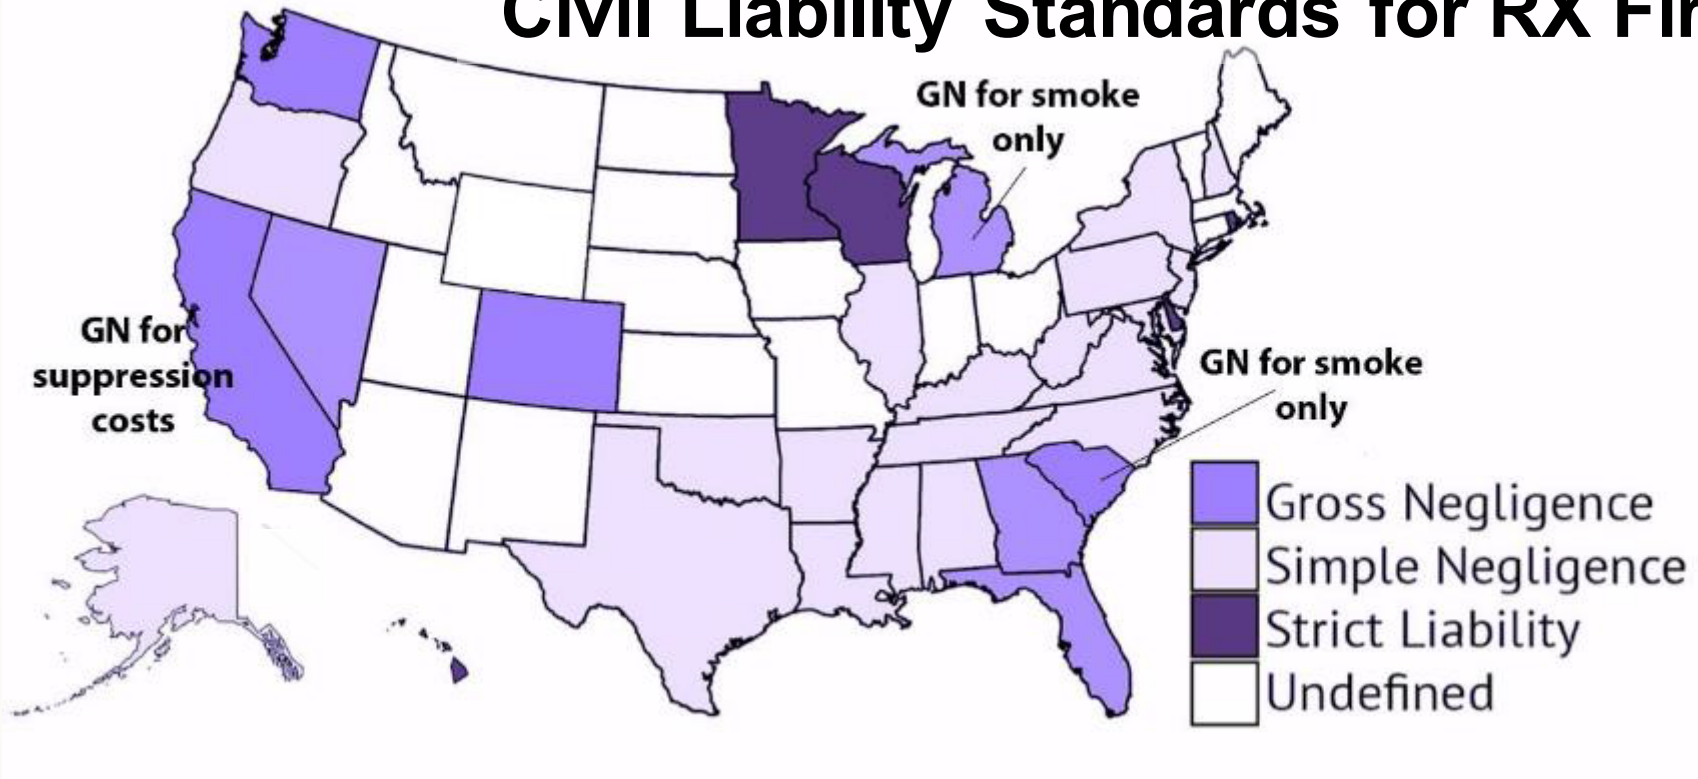 Civil Liability Standards for RX Fir
GN for smoke
only
GN for
suppression
costs
GN for smoke
only
Gross Negligence
Simple Negligence
Strict Liability
Undefined